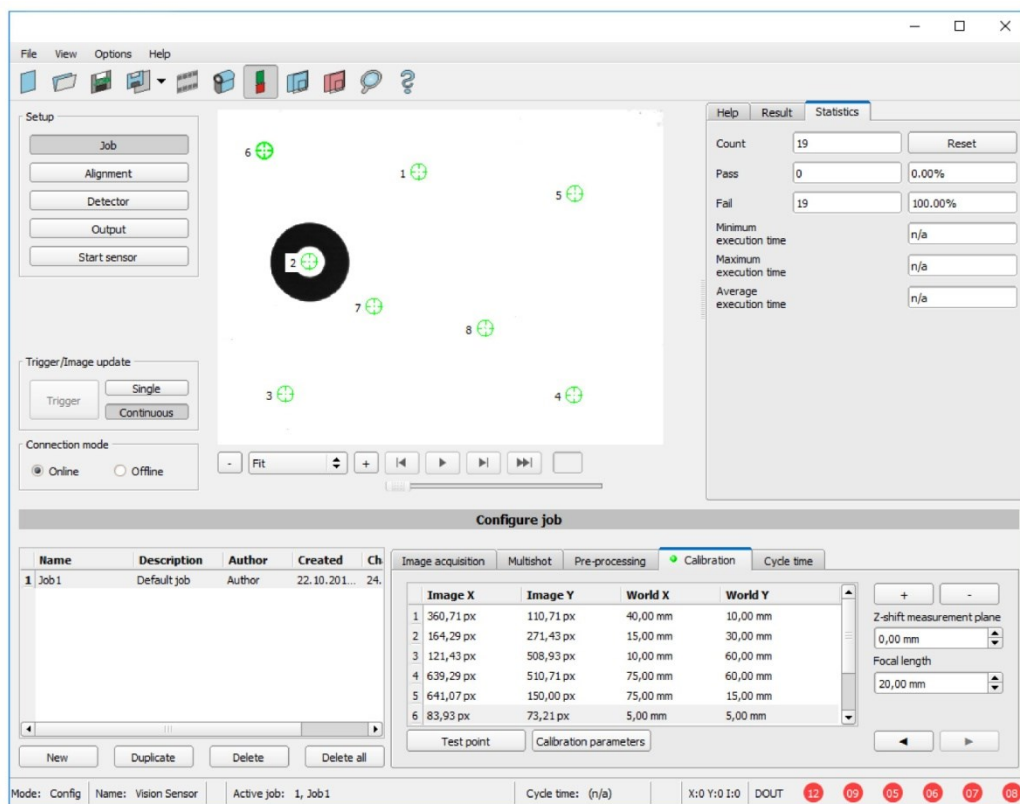 File View Options Help
Setup
Job
Alignment
Detector
Output
Start sensor
Trigger/Image update
Trigger
Single
Continuous
Connection mode
Online Offline
6
1
5
2
7
8
3
4
- Fit +
Help Result Statistics
Count 19 Reset
Pass 0 0.00%
Fail 19 100.00%
Minimum
execution time n/a
Maximum
execution time n/a
Average
execution time n/a
Configure job
Name Description Author Created Ch
1 Job1 Default job Author 22.10.201... 24.
New Duplicate Delete Delete all
Image acquisition Multishot Pre-processing Calibration Cycle time
Image X Image Y World X World Y
1 360,71 px 110,71 px 40,00 mm 10,00 mm
2 164,29 px 271,43 px 15,00 mm 30,00 mm
3 121,43 px 508,93 px 10,00 mm 60,00 mm
4 639,29 px 510,71 px 75,00 mm 60,00 mm
5 641,07 px 150,00 px 75,00 mm 15,00 mm
6 83,93 px 73,21 px 5,00 mm 5,00 mm
Test point Calibration parameters
+ -
Z-shift measurement plane
0,00 mm
Focal length
20,00 mm
Mode: Config Name: Vision Sensor Active job: 1, Job1 Cycle time: (n/a) X:0 Y:0 I:0 DOUT 12 09 05 06 07 08